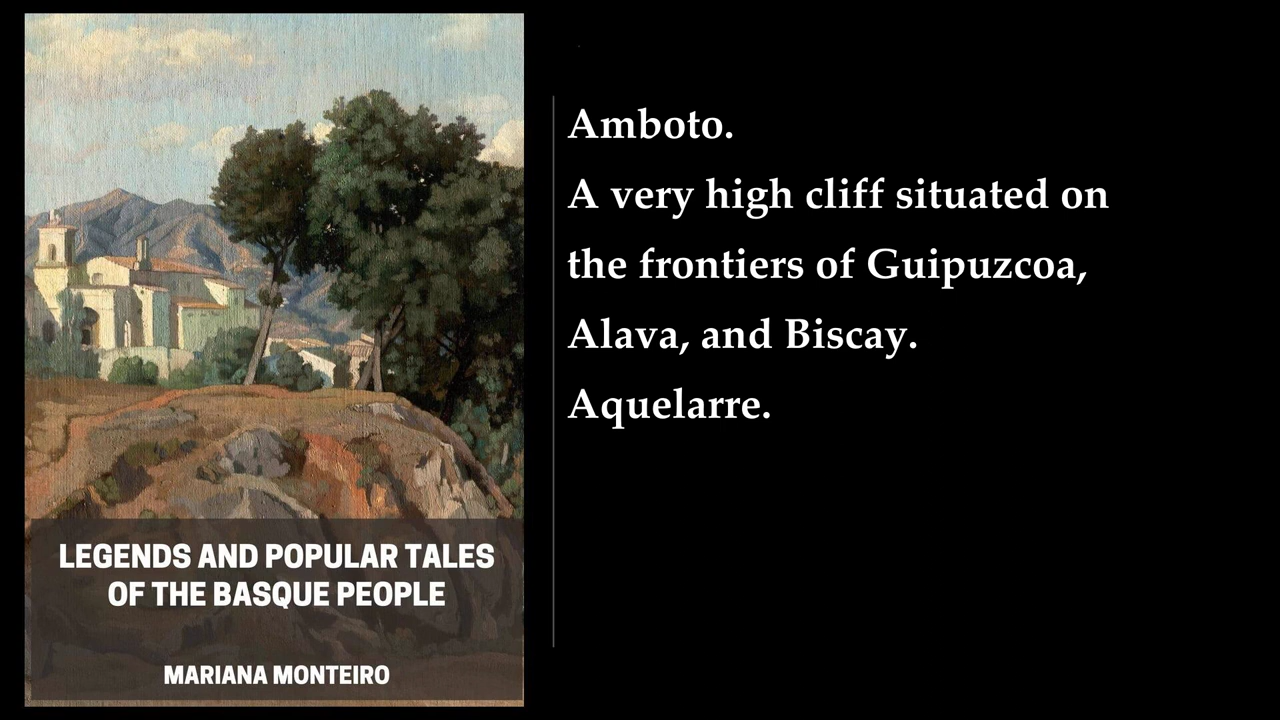 LEGENDS AND POPULAR TALES
OF THE BASQUE PEOPLE
MARIANA MONTEIRO
Amboto.
A very high cliff situated on
the frontiers of Guipuzcoa,
Alava, and Biscay.
Aquelarre.